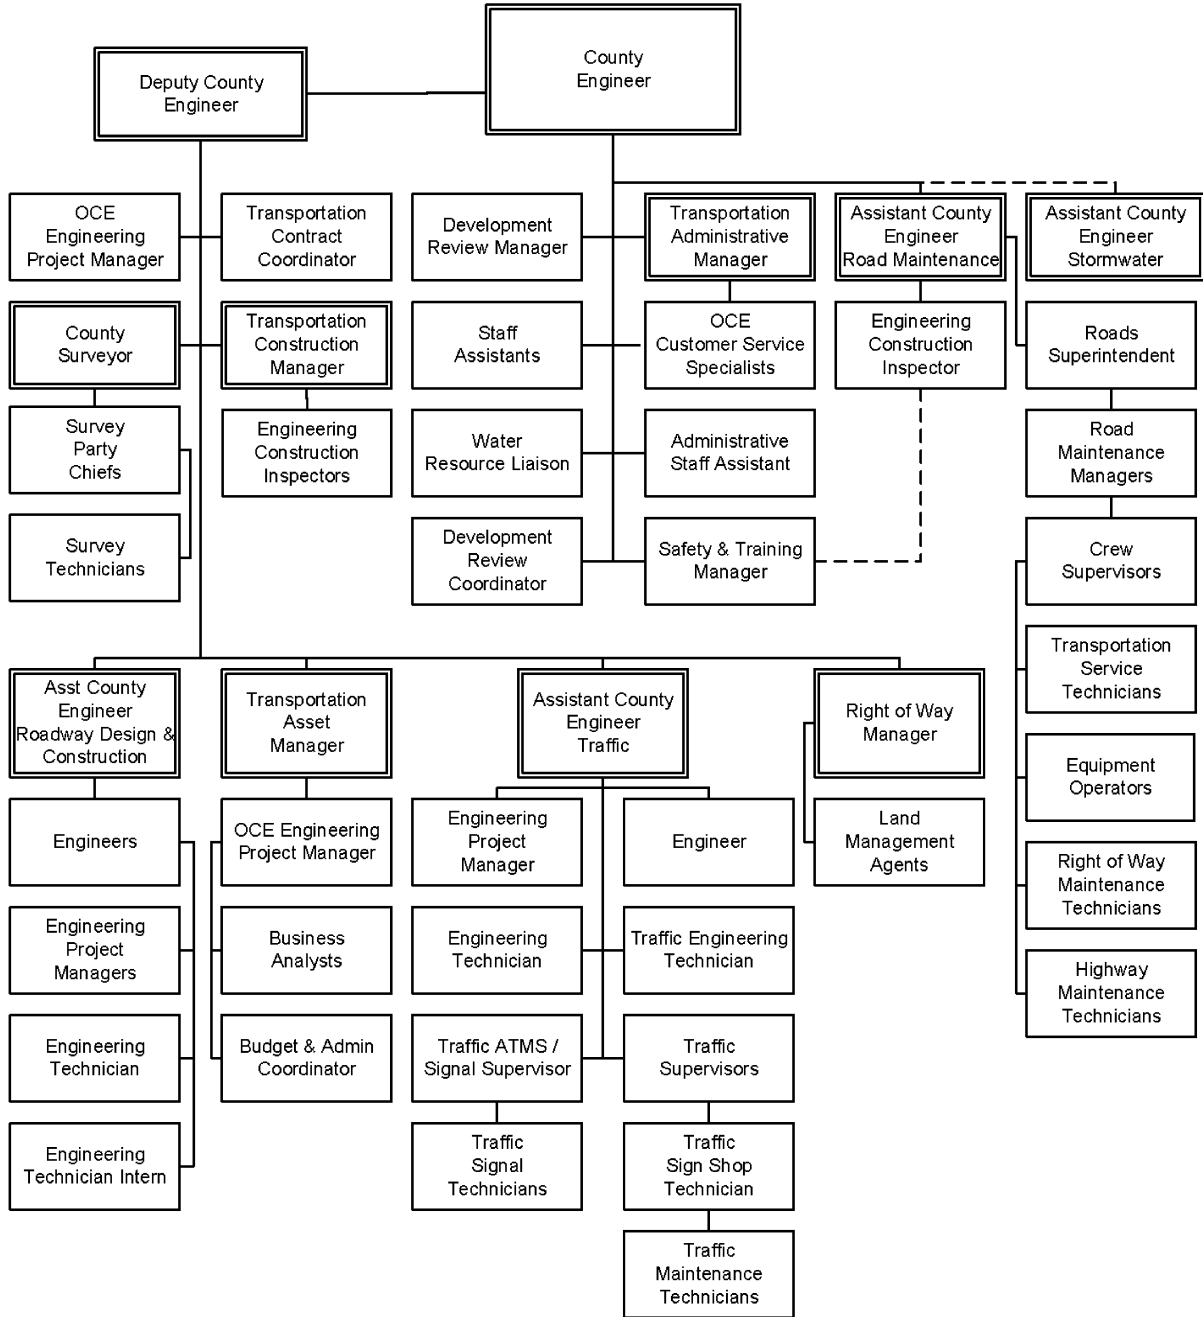 County
Engineer
Deputy County
Engineer
OCE
Engineering
Project Manager
Transportation
Contract
Coordinator
Development
Review Manager
Transportation
Administrative
Manager
Assistant County
Engineer
Road Maintenance
Assistant County
Engineer
Stormwater
County
Surveyor
Transportation
Construction
Manager
Staff
Assistants
OCE
Customer Service
Specialists
Engineering
Construction
Inspector
Roads
Superintendent
Survey
Party
Chiefs
Engineering
Construction
Inspectors
Water
Resource Liaison
Administrative
Staff Assistant
Road
Maintenance
Managers
Survey
Technicians
Development
Review
Coordinator
Safety & Training
Manager
Crew
Supervisors
Transportation
Service
Technicians
Asst County
Engineer
Roadway Design &
Construction
Transportation
Asset
Manager
Assistant County
Engineer
Traffic
Right of Way
Manager
Equipment
Operators
Engineers
OCE Engineering
Project Manager
Engineering
Project
Manager
Engineer
Land
Management
Agents
Right of Way
Maintenance
Technicians
Engineering
Project
Managers
Business
Analysts
Engineering
Technician
Traffic Engineering
Technician
Highway
Maintenance
Technicians
Engineering
Technician
Budget & Admin
Coordinator
Traffic ATMS /
Signal Supervisor
Traffic
Supervisors
Engineering
Technician Intern
Traffic
Signal
Technicians
Traffic
Sign Shop
Technician
Traffic
Maintenance
Technicians